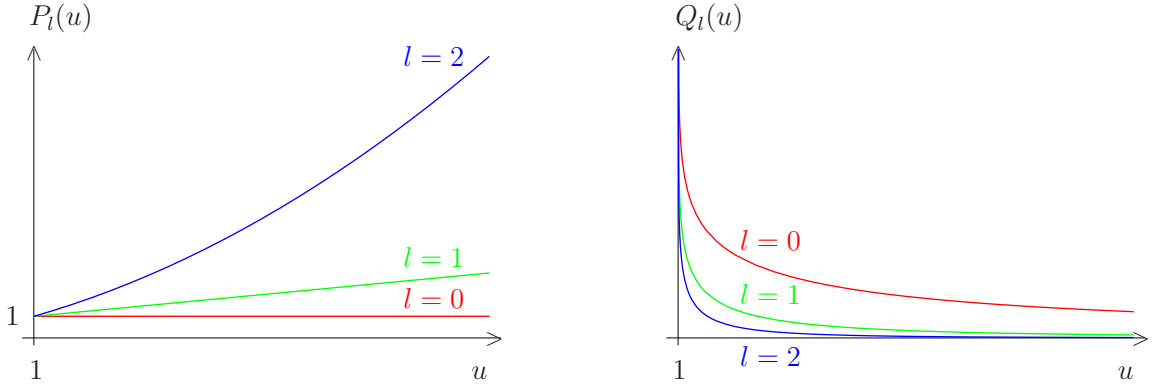 P_l(u)
l = 2
l = 1
l = 0
1
1
u
Q_l(u)
l = 0
l = 1
l = 2
1
u